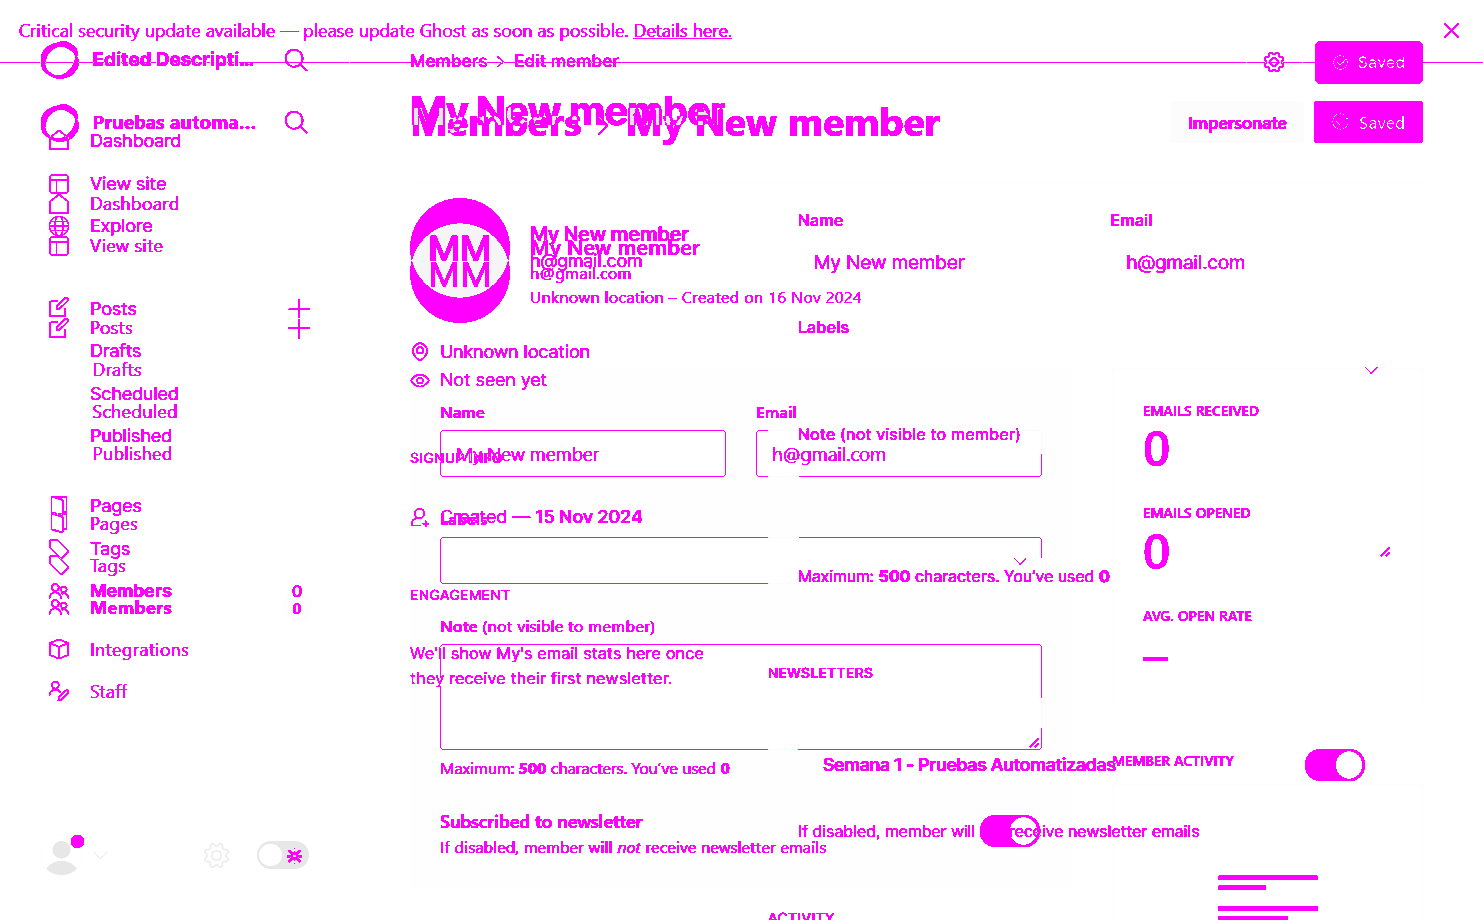 Critical security update available — please update Ghost as soon as possible. Details here.
Edited Descripti...
Members > Edit member
Saved
My New member
Members > My New member
Impersonate
Saved
Pruebas automa...
Dashboard
View site
Dashboard
Explore
View site
Posts
Posts
Drafts
Drafts
Scheduled
Scheduled
Published
Published
Pages
Pages
Tags
Tags
Members 0
Members 0
Integrations
Staff
MM
MM
My New member
My New member
h@gmail.com
h@gmail.com
Unknown location – Created on 16 Nov 2024
Unknown location
Not seen yet
Name
My New member
Email
h@gmail.com
Labels
Name
My New member
Email
h@gmail.com
Note (not visible to member)
SIGNUP INFO
Created — 15 Nov 2024
Labels
Maximum: 500 characters. You've used 0
ENGAGEMENT
Note (not visible to member)
We'll show My's email stats here once
they receive their first newsletter.
NEWSLETTERS
Maximum: 500 characters. You've used 0
Semana 1 - Pruebas Automatizadas
Subscribed to newsletter
If disabled, member will not receive newsletter emails
If disabled, member will receive newsletter emails
EMAILS RECEIVED
0
EMAILS OPENED
0
AVG. OPEN RATE
—
MEMBER ACTIVITY
ACTIVITY